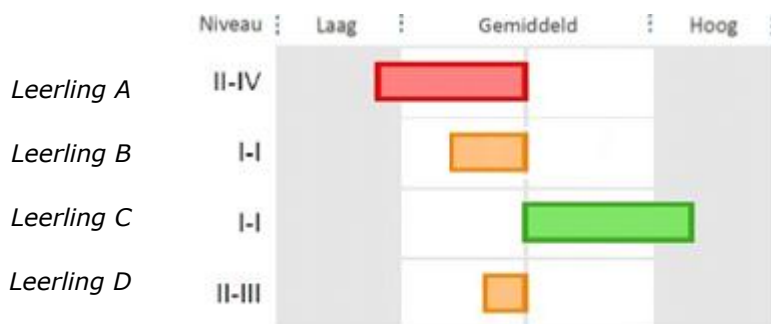 Niveau Laag Gemiddeld Hoog
Leerling A II-IV
Leerling B I-I
Leerling C I-I
Leerling D II-III